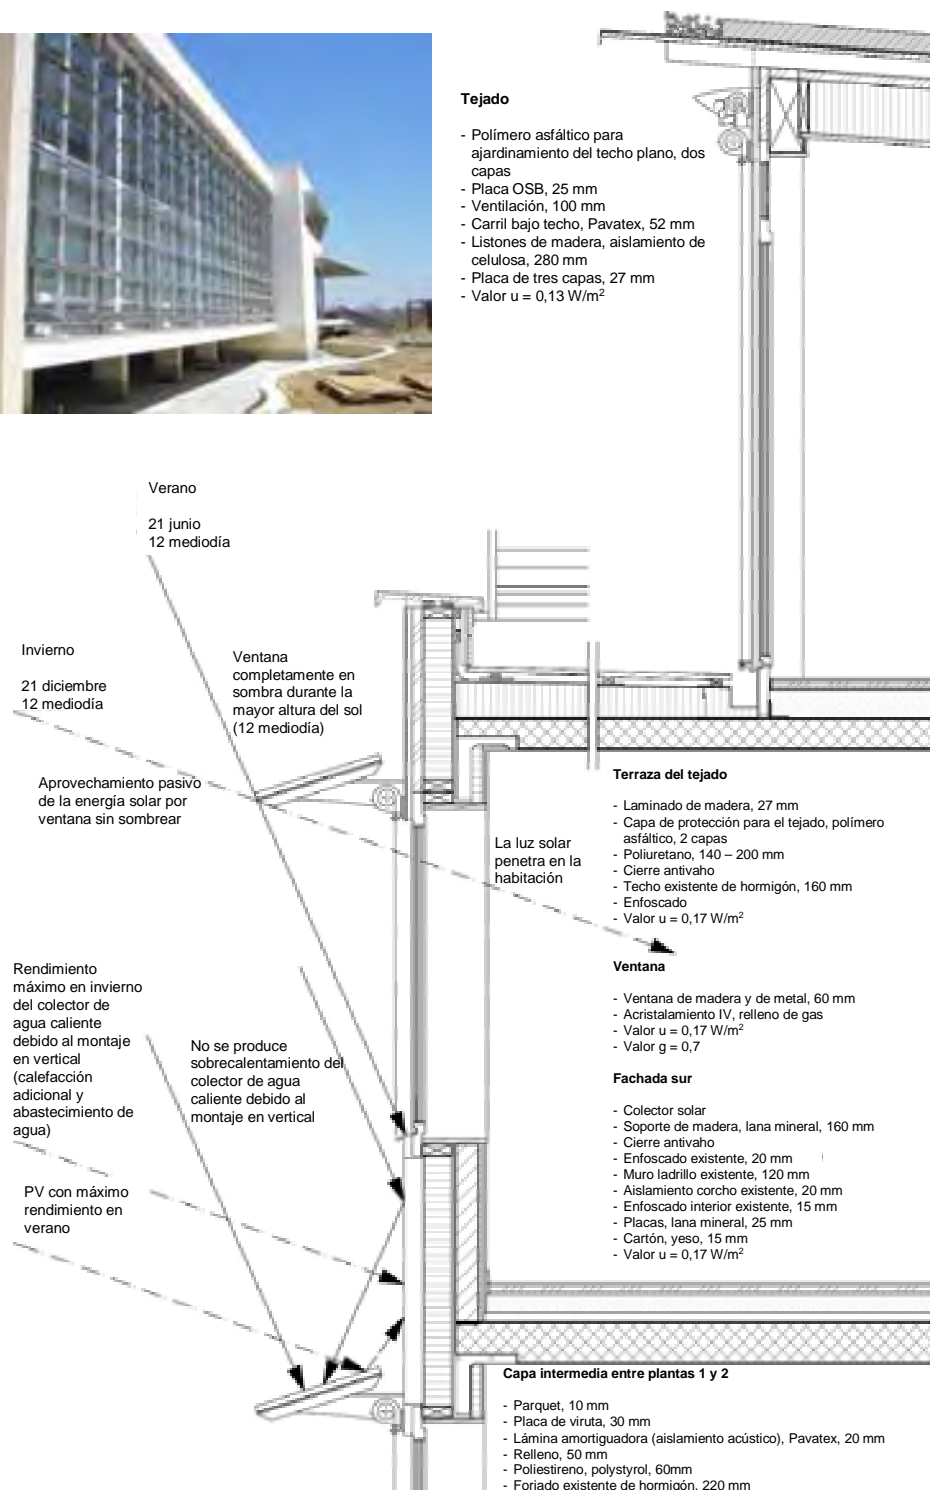 Tejado
- Polímero asfáltico para
ajardinamiento del techo plano, dos
capas
- Placa OSB, 25 mm
- Ventilación, 100 mm
- Carril bajo techo, Pavatex, 52 mm
- Listones de madera, aislamiento de
celulosa, 280 mm
- Placa de tres capas, 27 mm
- Valor u = 0,13 W/m²
Verano
21 junio
12 mediodía
Invierno
21 diciembre
12 mediodía
Ventana
completamente en
sombra durante la
mayor altura del sol
(12 mediodía)
Aprovechamiento pasivo
de la energía solar por
ventana sin sombrear
La luz solar
penetra en la
habitación
Terraza del tejado
- Laminado de madera, 27 mm
- Capa de protección para el tejado, polímero
asfáltico, 2 capas
- Poliuretano, 140 – 200 mm
- Cierre antivaho
- Techo existente de hormigón, 160 mm
- Enfoscado
- Valor u = 0,17 W/m²
Ventana
- Ventana de madera y de metal, 60 mm
- Acristalamiento IV, relleno de gas
- Valor u = 0,17 W/m²
- Valor g = 0,7
Fachada sur
- Colector solar
- Soporte de madera, lana mineral, 160 mm
- Cierre antivaho
- Enfoscado existente, 20 mm
- Muro ladrillo existente, 120 mm
- Aislamiento corcho existente, 20 mm
- Enfoscado interior existente, 15 mm
- Placas, lana mineral, 25 mm
- Cartón, yeso, 15 mm
- Valor u = 0,17 W/m²
Rendimiento
máximo en invierno
del colector de
agua caliente
debido al montaje
en vertical
(calefacción
adicional y
abastecimiento de
agua)
No se produce
sobrecalentamiento del
colector de agua
caliente debido al
montaje en vertical
PV con máximo
rendimiento en
verano
Capa intermedia entre plantas 1 y 2
- Parquet, 10 mm
- Placa de viruta, 30 mm
- Lámina amortiguadora (aislamiento acústico), Pavatex, 20 mm
- Relleno, 50 mm
- Poliestireno, polystyrol, 60mm
- Forjado existente de hormigón, 220 mm